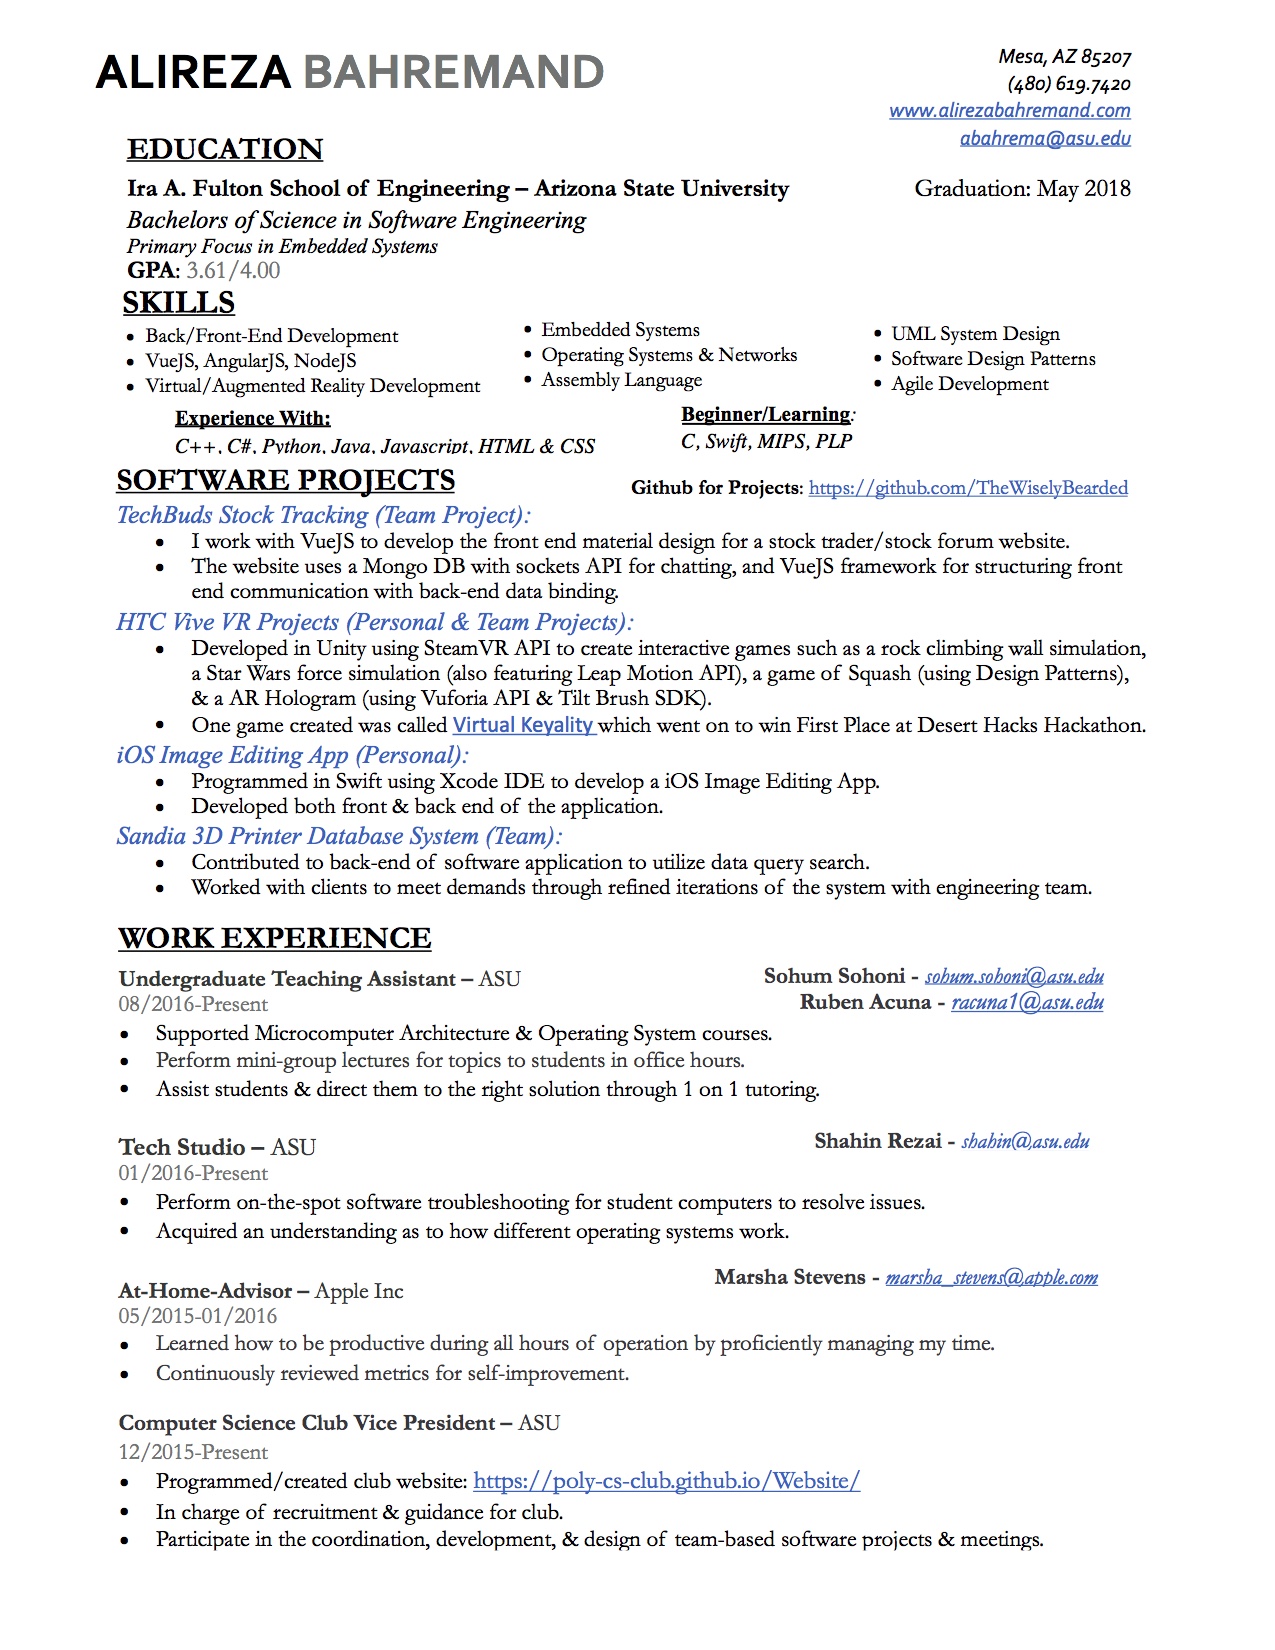 ALIREZA BAHREMAND
Mesa, AZ 85207
(480) 619.7420
www.alirezabahremand.com
abahrema@asu.edu
EDUCATION
Ira A. Fulton School of Engineering – Arizona State University Graduation: May 2018
Bachelors of Science in Software Engineering
Primary Focus in Embedded Systems
GPA: 3.61/4.00
SKILLS
• Back/Front-End Development
• VueJS, AngularJS, NodeJS
• Virtual/Augmented Reality Development
• Embedded Systems
• Operating Systems & Networks
• Assembly Language
• UML System Design
• Software Design Patterns
• Agile Development
Experience With:
C++, C#, Python, Java, Javascript, HTML & CSS
Beginner/Learning:
C, Swift, MIPS, PLP
SOFTWARE PROJECTS
Github for Projects: https://github.com/TheWiselyBearded
TechBuds Stock Tracking (Team Project):
• I work with VueJS to develop the front end material design for a stock trader/stock forum website.
• The website uses a Mongo DB with sockets API for chatting, and VueJS framework for structuring front
end communication with back-end data binding.
HTC Vive VR Projects (Personal & Team Projects):
• Developed in Unity using SteamVR API to create interactive games such as a rock climbing wall simulation,
a Star Wars force simulation (also featuring Leap Motion API), a game of Squash (using Design Patterns),
& a AR Hologram (using Vuforia API & Tilt Brush SDK).
• One game created was called Virtual Keyality which went on to win First Place at Desert Hacks Hackathon.
iOS Image Editing App (Personal):
• Programmed in Swift using Xcode IDE to develop a iOS Image Editing App.
• Developed both front & back end of the application.
Sandia 3D Printer Database System (Team):
• Contributed to back-end of software application to utilize data query search.
• Worked with clients to meet demands through refined iterations of the system with engineering team.
WORK EXPERIENCE
Undergraduate Teaching Assistant – ASU
Sohum Sohoni - sohum.sohoni@asu.edu
08/2016-Present
Ruben Acuna - racuna1@asu.edu
• Supported Microcomputer Architecture & Operating System courses.
• Perform mini-group lectures for topics to students in office hours.
• Assist students & direct them to the right solution through 1 on 1 tutoring.
Tech Studio – ASU
Shahin Rezai - shahin@asu.edu
01/2016-Present
• Perform on-the-spot software troubleshooting for student computers to resolve issues.
• Acquired an understanding as to how different operating systems work.
At-Home-Advisor – Apple Inc
Marsha Stevens - marsha_stevens@apple.com
05/2015-01/2016
• Learned how to be productive during all hours of operation by proficiently managing my time.
• Continuously reviewed metrics for self-improvement.
Computer Science Club Vice President – ASU
12/2015-Present
• Programmed/created club website: https://poly-cs-club.github.io/Website/
• In charge of recruitment & guidance for club.
• Participate in the coordination, development, & design of team-based software projects & meetings.